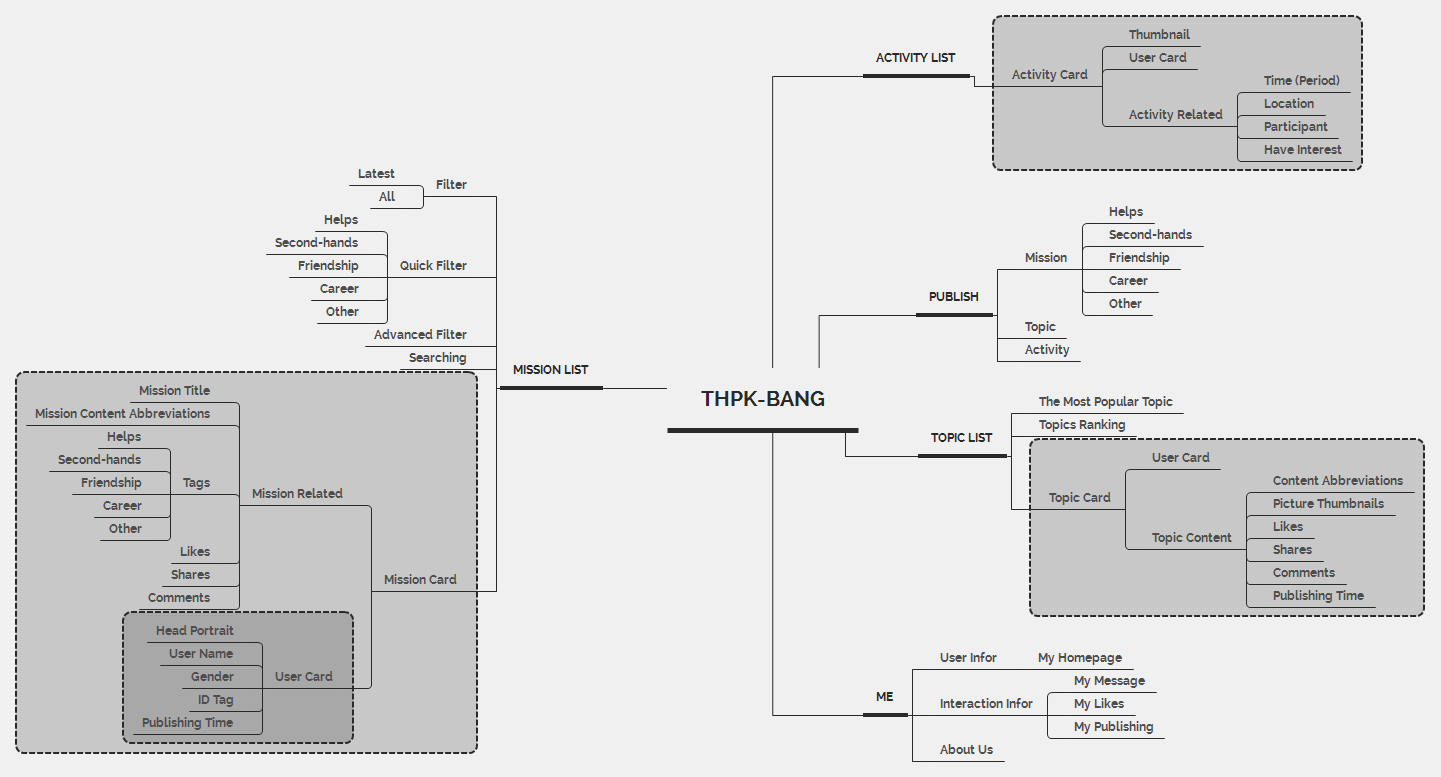 THPK-BANG
ACTIVITY LIST
Activity Card
Thumbnail
User Card
Activity Related
Time (Period)
Location
Participant
Have Interest
PUBLISH
Mission
Helps
Second-hands
Friendship
Career
Other
Topic
Activity
TOPIC LIST
The Most Popular Topic
Topics Ranking
Topic Card
User Card
Topic Content
Content Abbreviations
Picture Thumbnails
Likes
Shares
Comments
Publishing Time
ME
User Infor
My Homepage
Interaction Infor
My Message
My Likes
My Publishing
About Us
MISSION LIST
Filter
Latest
All
Quick Filter
Helps
Second-hands
Friendship
Career
Other
Advanced Filter
Searching
Mission Card
Mission Related
Mission Title
Mission Content Abbreviations
Tags
Helps
Second-hands
Friendship
Career
Other
Likes
Shares
Comments
User Card
Head Portrait
User Name
Gender
ID Tag
Publishing Time